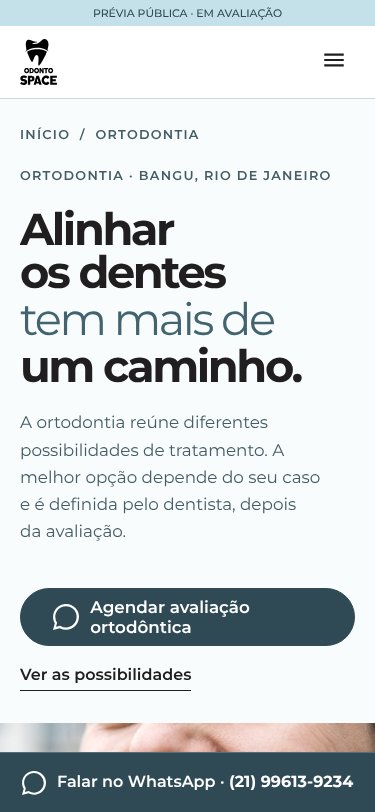 PRÉVIA PÚBLICA · EM AVALIAÇÃO
ODONTO
SPACE
INÍCIO / ORTODONTIA
ORTODONTIA · BANGU, RIO DE JANEIRO
Alinhar
os dentes
tem mais de
um caminho.
A ortodontia reúne diferentes
possibilidades de tratamento. A
melhor opção depende do seu caso
e é definida pelo dentista, depois
da avaliação.
Agendar avaliação
ortodôntica
Ver as possibilidades
Falar no WhatsApp · (21) 99613-9234